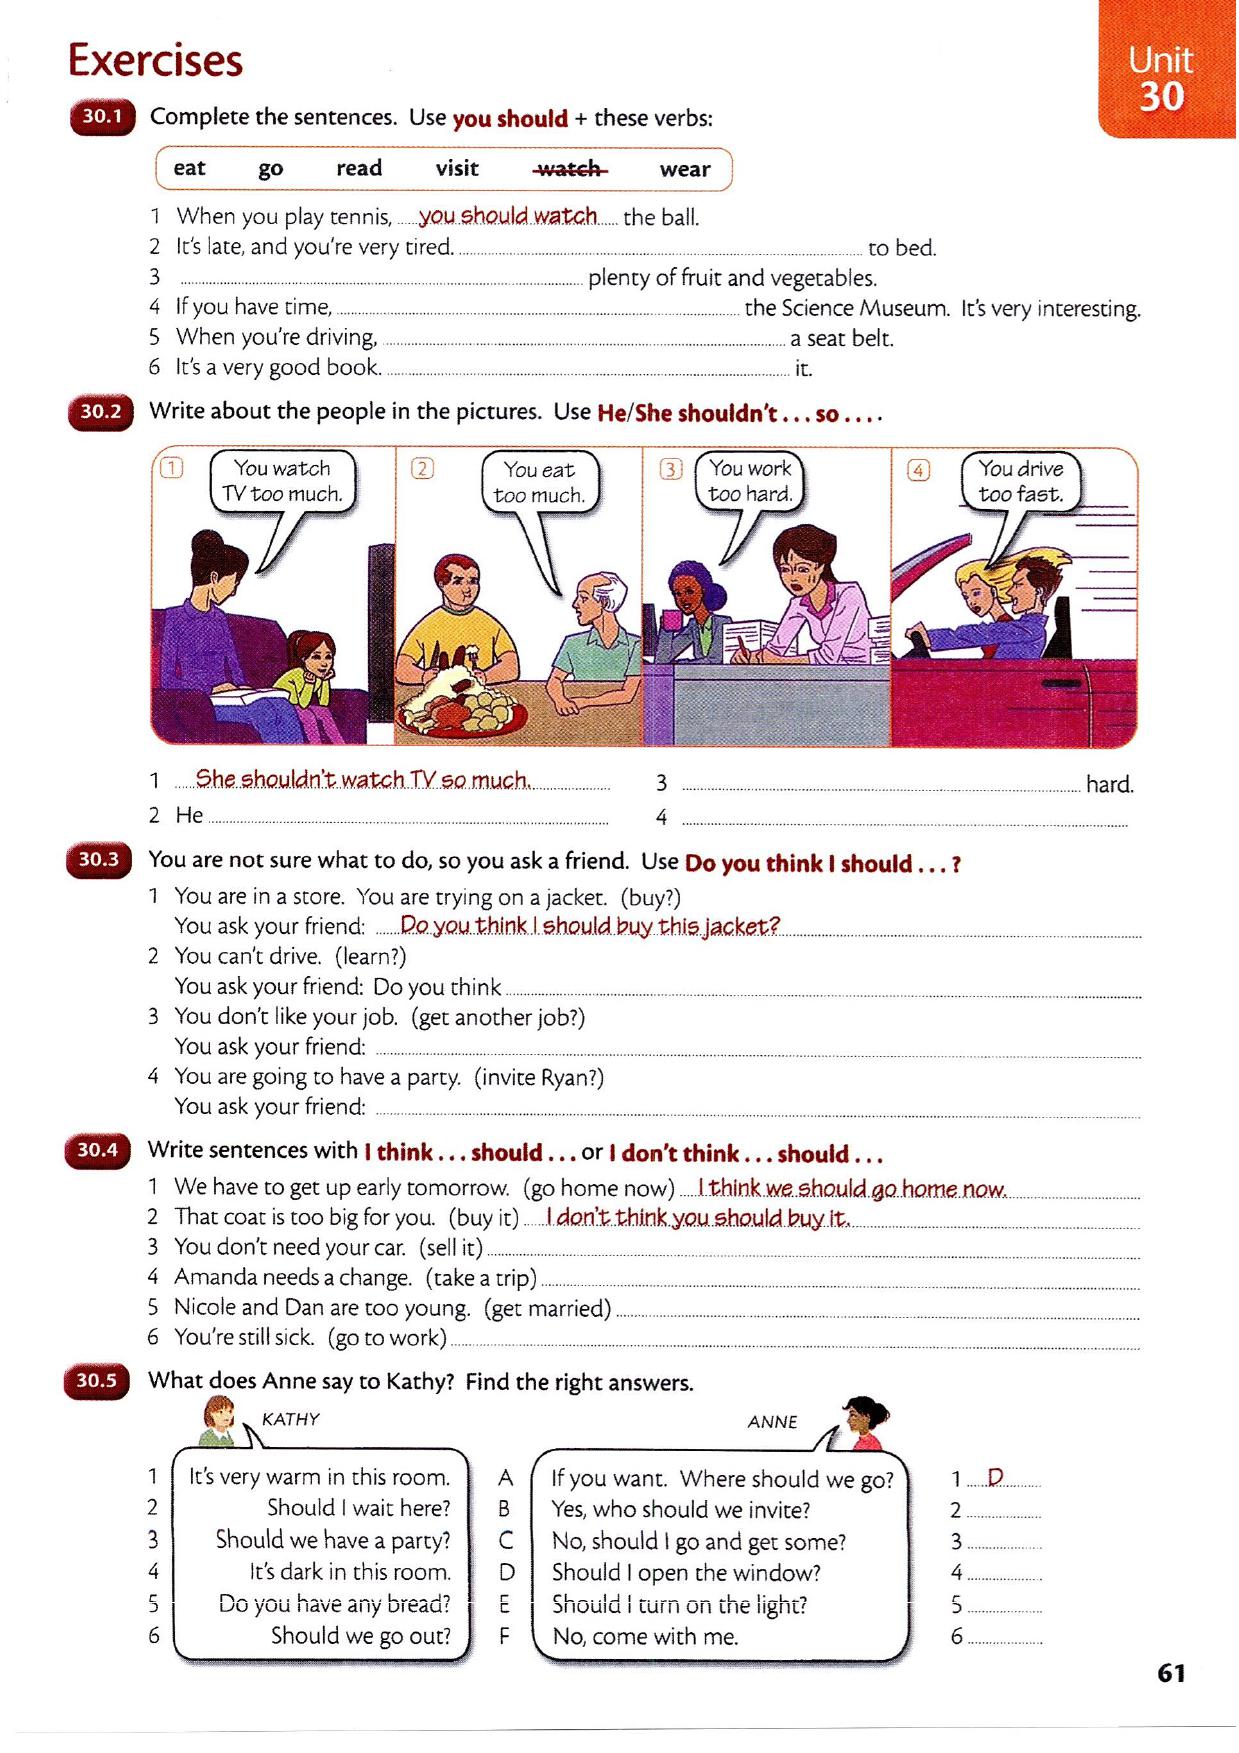 Exercises
Unit
30
30.1 Complete the sentences. Use you should + these verbs:
eat go read visit watch wear
1 When you play tennis, you should watch the ball.
2 It's late, and you're very tired. to bed.
3 plenty of fruit and vegetables.
4 If you have time, the Science Museum. It's very interesting.
5 When you're driving, a seat belt.
6 It's a very good book. it.
30.2 Write about the people in the pictures. Use He/She shouldn't . . . so . . . .
1 You watch
TV too much.
2 You eat
too much.
3 You work
too hard.
4 You drive
too fast.
1 She shouldn't watch TV so much. 3 hard.
2 He 4
30.3 You are not sure what to do, so you ask a friend. Use Do you think I should . . . ?
1 You are in a store. You are trying on a jacket. (buy?)
You ask your friend: Do you think I should buy this jacket?
2 You can't drive. (learn?)
You ask your friend: Do you think
3 You don't like your job. (get another job?)
You ask your friend:
4 You are going to have a party. (invite Ryan?)
You ask your friend:
30.4 Write sentences with I think . . . should . . . or I don't think . . . should . . .
1 We have to get up early tomorrow. (go home now) I think we should go home now.
2 That coat is too big for you. (buy it) I don't think you should buy it.
3 You don't need your car. (sell it)
4 Amanda needs a change. (take a trip)
5 Nicole and Dan are too young. (get married)
6 You're still sick. (go to work)
30.5 What does Anne say to Kathy? Find the right answers.
KATHY ANNE
1 It's very warm in this room. A If you want. Where should we go? 1 D
2 Should I wait here? B Yes, who should we invite? 2
3 Should we have a party? C No, should I go and get some? 3
4 It's dark in this room. D Should I open the window? 4
5 Do you have any bread? E Should I turn on the light? 5
6 Should we go out? F No, come with me. 6
61